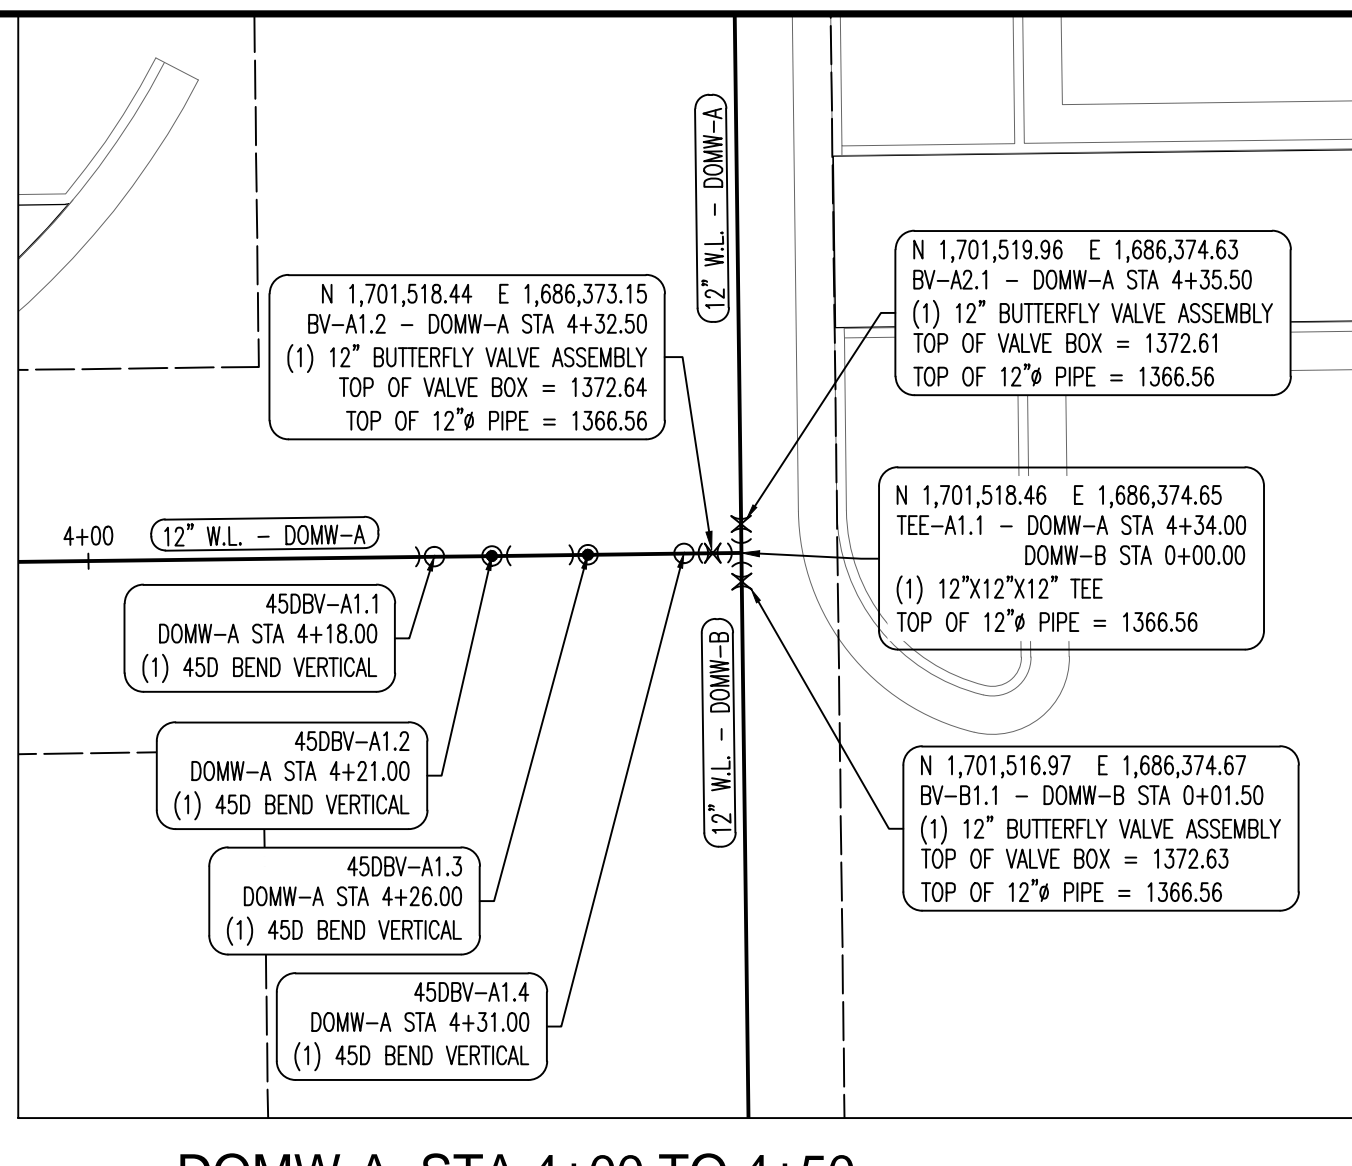 12" W.L. - DOMW-A
N 1,701,519.96 E 1,686,374.63
BV-A2.1 - DOMW-A STA 4+35.50
(1) 12" BUTTERFLY VALVE ASSEMBLY
TOP OF VALVE BOX = 1372.61
TOP OF 12"ø PIPE = 1366.56
N 1,701,518.44 E 1,686,373.15
BV-A1.2 - DOMW-A STA 4+32.50
(1) 12" BUTTERFLY VALVE ASSEMBLY
TOP OF VALVE BOX = 1372.64
TOP OF 12"ø PIPE = 1366.56
N 1,701,518.46 E 1,686,374.65
TEE-A1.1 - DOMW-A STA 4+34.00
DOMW-B STA 0+00.00
(1) 12"X12"X12" TEE
TOP OF 12"ø PIPE = 1366.56
4+00
12" W.L. - DOMW-A
45DBV-A1.1
DOMW-A STA 4+18.00
(1) 45D BEND VERTICAL
12" W.L. - DOMW-B
45DBV-A1.2
DOMW-A STA 4+21.00
(1) 45D BEND VERTICAL
N 1,701,516.97 E 1,686,374.67
BV-B1.1 - DOMW-B STA 0+01.50
(1) 12" BUTTERFLY VALVE ASSEMBLY
TOP OF VALVE BOX = 1372.63
TOP OF 12"ø PIPE = 1366.56
45DBV-A1.3
DOMW-A STA 4+26.00
(1) 45D BEND VERTICAL
45DBV-A1.4
DOMW-A STA 4+31.00
(1) 45D BEND VERTICAL
DOMW-A STA 4+00 TO 4+50